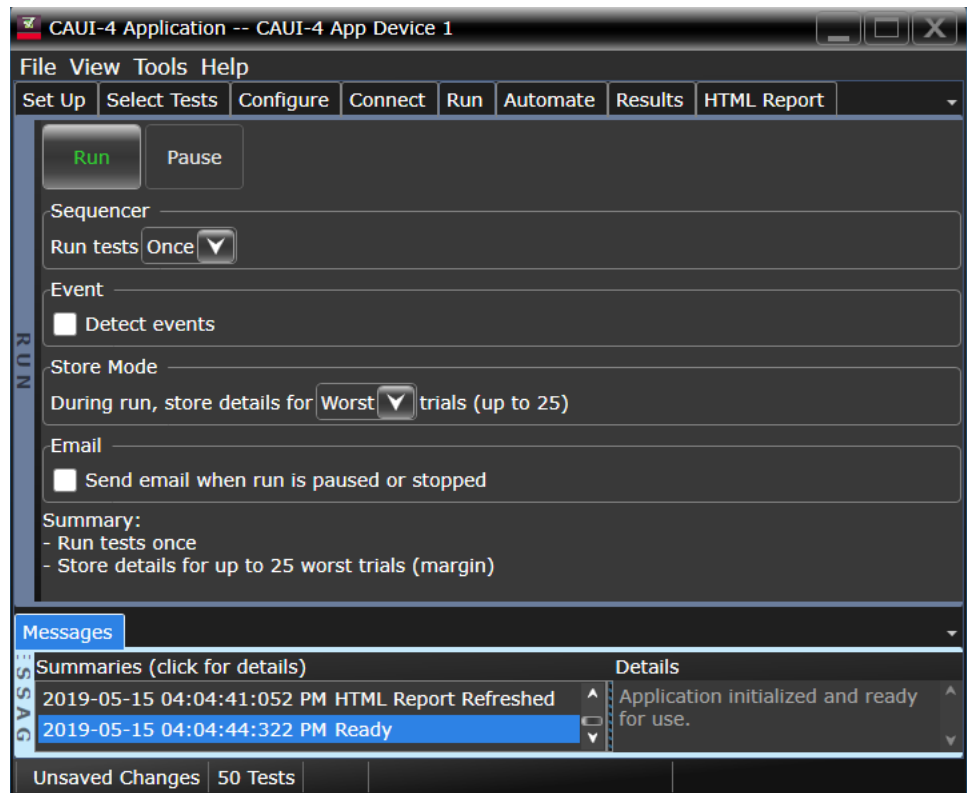 CAUI-4 Application -- CAUI-4 App Device 1
File View Tools Help
Set Up Select Tests Configure Connect Run Automate Results HTML Report
Run Pause
Sequencer
Run tests Once
Event
Detect events
RUN
Store Mode
During run, store details for Worst trials (up to 25)
Email
Send email when run is paused or stopped
Summary:
- Run tests once
- Store details for up to 25 worst trials (margin)
Messages
Summaries (click for details) Details
2019-05-15 04:04:41:052 PM HTML Report Refreshed
2019-05-15 04:04:44:322 PM Ready
Application initialized and ready
for use.
SSAG
Unsaved Changes 50 Tests